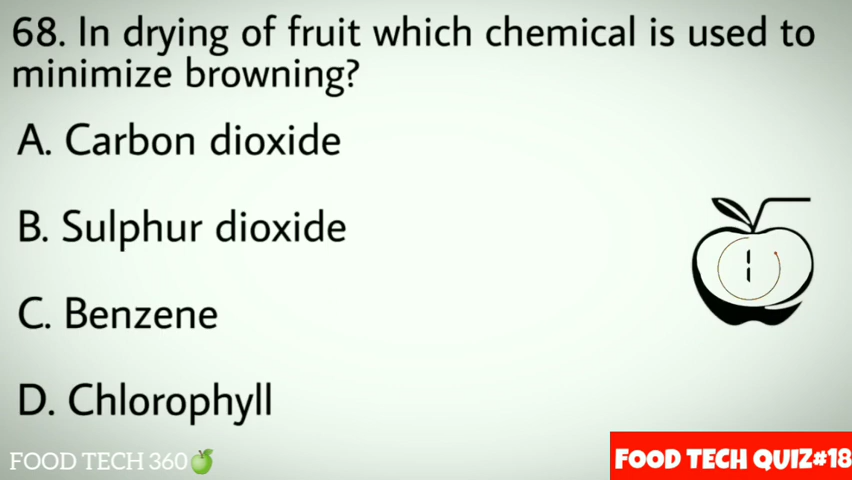 68. In drying of fruit which chemical is used to
minimize browning?
A. Carbon dioxide
B. Sulphur dioxide
C. Benzene
D. Chlorophyll
1
FOOD TECH 360
FOOD TECH QUIZ#18